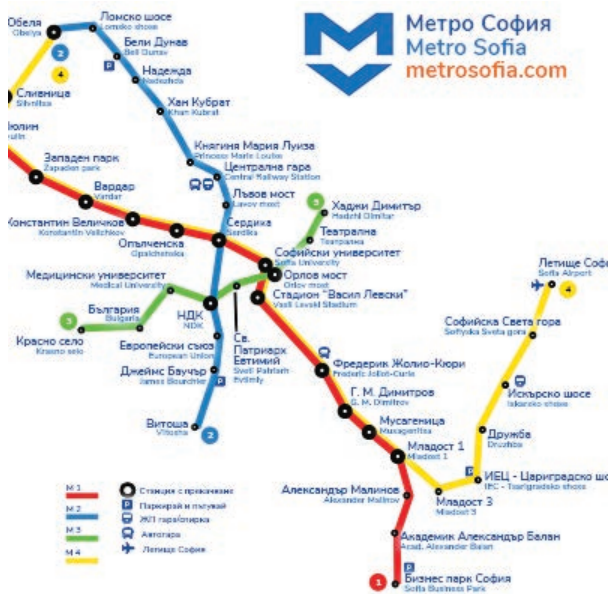 Метро София
Metro Sofia
metrosofia.com
Обеля
Obelya
2
4
Ломско шосе
Lomsko shose
Бели Дунав
Beli Dunav
P
Надежда
Nadezhda
Хан Кубрат
Khan Kubrat
Сливница
Slivnitsa
Княгиня Мария Луиза
Princess Maria Louise
Централна гара
Central Railway Station
Западен парк
Zapaden park
Вардар
Vardar
Львов мост
Lavov most
Константин Величков
Konstantin Velichkov
Опълченска
Opalchenska
Сердика
Serdika
3
Хаджи Димитър
Hadzhi Dimitar
Театрална
Театрална
Софийски университет
Sofia University
Орлов мост
Orlov most
Стадион "Васил Левски"
Vasil Levski Stadium
Медицински университет
Medical University
България
Bulgaria
3
Красно село
Krasno selo
НДК
NDK
Св.
Патриарх
Евтимий
Sveti Patriarh
Evtimiy
Европейски съюз
European Union
Джеймс Баучър
James Bourchier
P
Витоша
Vitosha
2
Летище Софи
Sofia Airport
4
Софийска Света гора
Sofiyska Sveta gora
Искърско шосе
Iskarsko shose
Дружба
Druzhba
P
ИЕЦ - Цариградско шо
IEC - Tsarigradsko shose
Фредерик Жолио-Кюри
Frederic Joliot-Curie
Г. М. Димитров
G. M. Dimitrov
Мусагеница
Musagenitsa
Младост 1
Mladost 1
Младост 3
Mladost 3
Александър Малинов
Alexander Malinov
Академик Александър Балан
Acad. Alexander Balan
P
1
Бизнес парк София
Sofia Business Park
M 1
M 2
M 3
M 4
Станция с прекачване
P Паркирай и пътувай
ЖП гара/спирка
Автогара
Летище София